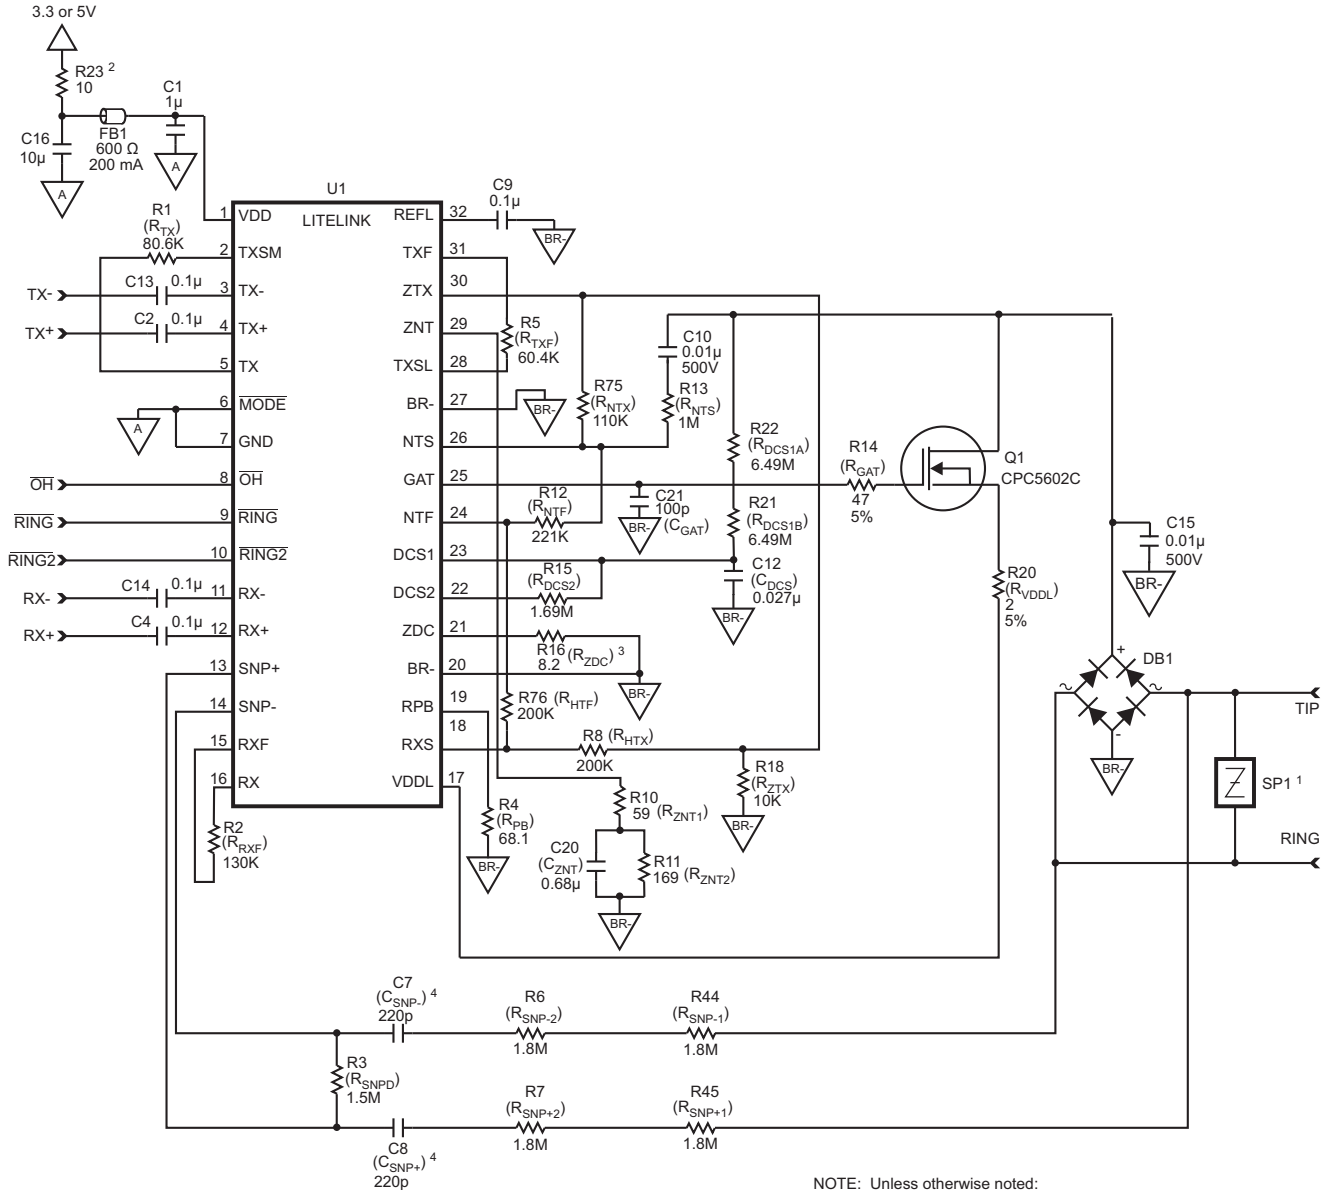 3.3 or 5V
R23 2
10
C1
1µ
C16
10µ
FB1
600 Ω
200 mA
A
A
U1
LITELINK
R1
(RTX)
80.6K
C13 0.1µ
C2 0.1µ
TX-
TX+
A
OH
RING
RING2
RX-
RX+
C14 0.1µ
C4 0.1µ
1 VDD
2 TXSM
3 TX-
4 TX+
5 TX
6 MODE
7 GND
8 OH
9 RING
10 RING2
11 RX-
12 RX+
13 SNP+
14 SNP-
15 RXF
16 RX
R2
(RRXF)
130K
REFL 32
TXF 31
ZTX 30
ZNT 29
TXSL 28
BR- 27
NTS 26
GAT 25
NTF 24
DCS1 23
DCS2 22
ZDC 21
BR- 20
RPB 19
RXS 18
VDDL 17
C9
0.1µ
BR-
R5
(RTXF)
60.4K
BR-
R75
(RNTX)
110K
C10
0.01µ
500V
R13
(RNTS)
1M
R22
(RDCS1A)
6.49M
R21
(RDCS1B)
6.49M
R12
(RNTF)
221K
C21
100p
(CGAT)
BR-
R14
(RGAT)
47
5%
Q1
CPC5602C
R15
(RDCS2)
1.69M
C12
(CDCS)
0.027µ
BR-
R16 (RZDC) 3
8.2
BR-
R20
(RVDDL)
2
5%
C15
0.01µ
500V
BR-
R76 (RHTF)
200K
R8 (RHTX)
200K
R18
(RZTX)
10K
BR-
R4
(RPB)
68.1
BR-
R10
59 (RZNT1)
C20
(CZNT)
0.68µ
R11
169 (RZNT2)
BR-
+
DB1
~
~
-
BR-
TIP
SP1 1
RING
C7
(CSNP-) 4
220p
R6
(RSNP-2)
1.8M
R44
(RSNP-1)
1.8M
R3
(RSNPD)
1.5M
C8
(CSNP+) 4
220p
R7
(RSNP+2)
1.8M
R45
(RSNP+1)
1.8M
NOTE: Unless otherwise noted: